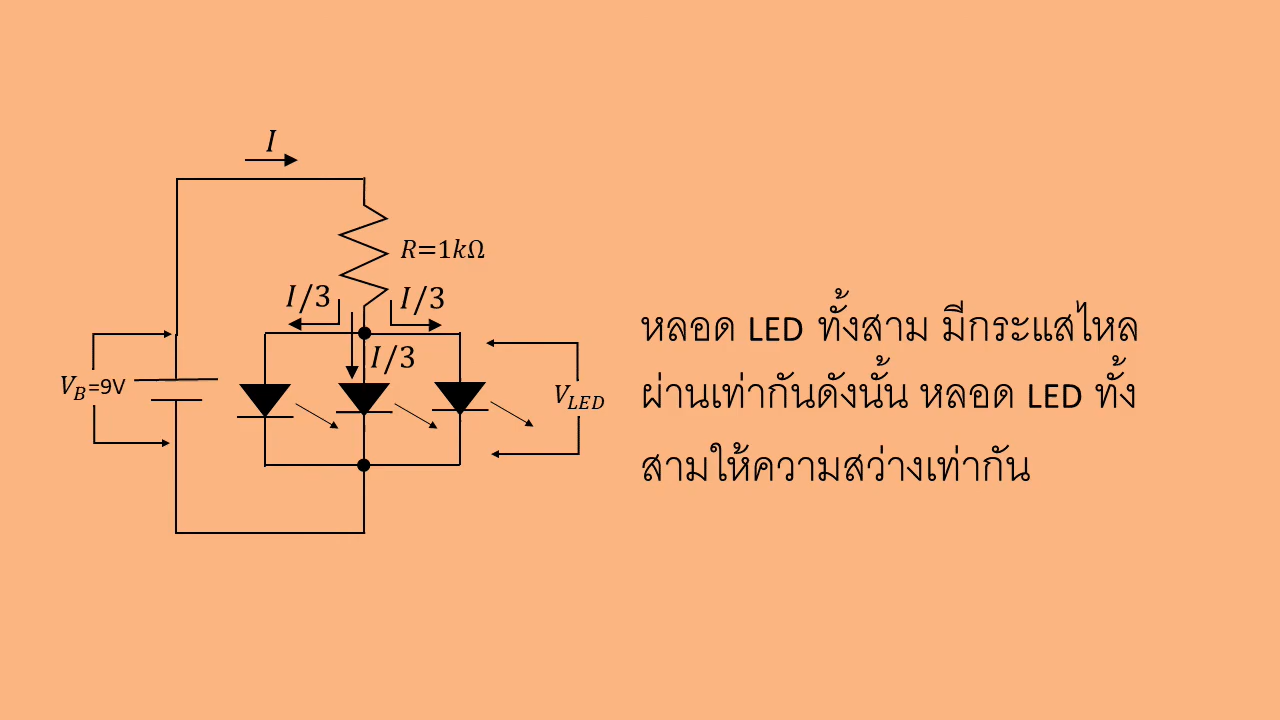 I
R=1kΩ
I/3
I/3
I/3
V_B=9V
V_LED
หลอด LED ทั้งสาม มีกระแสไหล
ผ่านเท่ากันดังนั้น หลอด LED ทั้ง
สามให้ความสว่างเท่ากัน